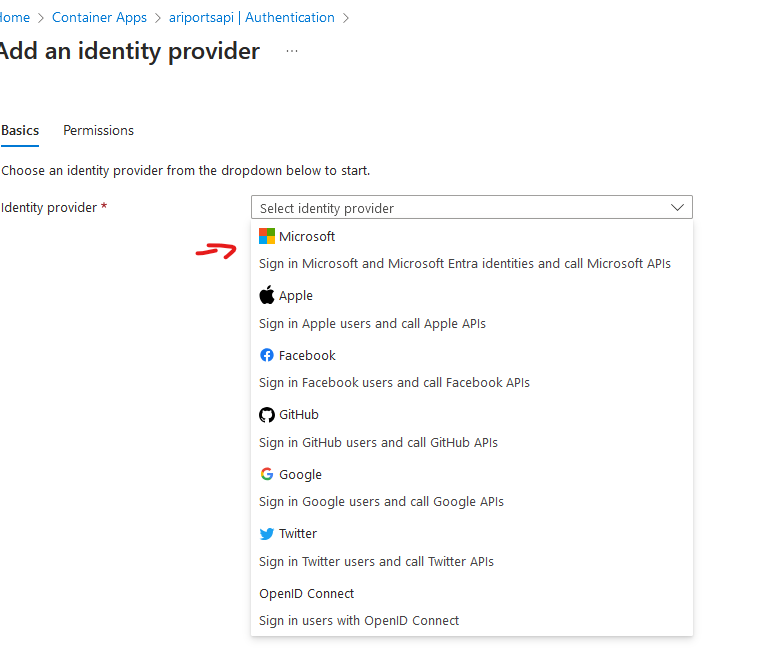 Home > Container Apps > ariportsapi | Authentication >
Add an identity provider ...
Basics Permissions
Choose an identity provider from the dropdown below to start.
Identity provider *
Select identity provider
Microsoft
Sign in Microsoft and Microsoft Entra identities and call Microsoft APIs
Apple
Sign in Apple users and call Apple APIs
Facebook
Sign in Facebook users and call Facebook APIs
GitHub
Sign in GitHub users and call GitHub APIs
Google
Sign in Google users and call Google APIs
Twitter
Sign in Twitter users and call Twitter APIs
OpenID Connect
Sign in users with OpenID Connect